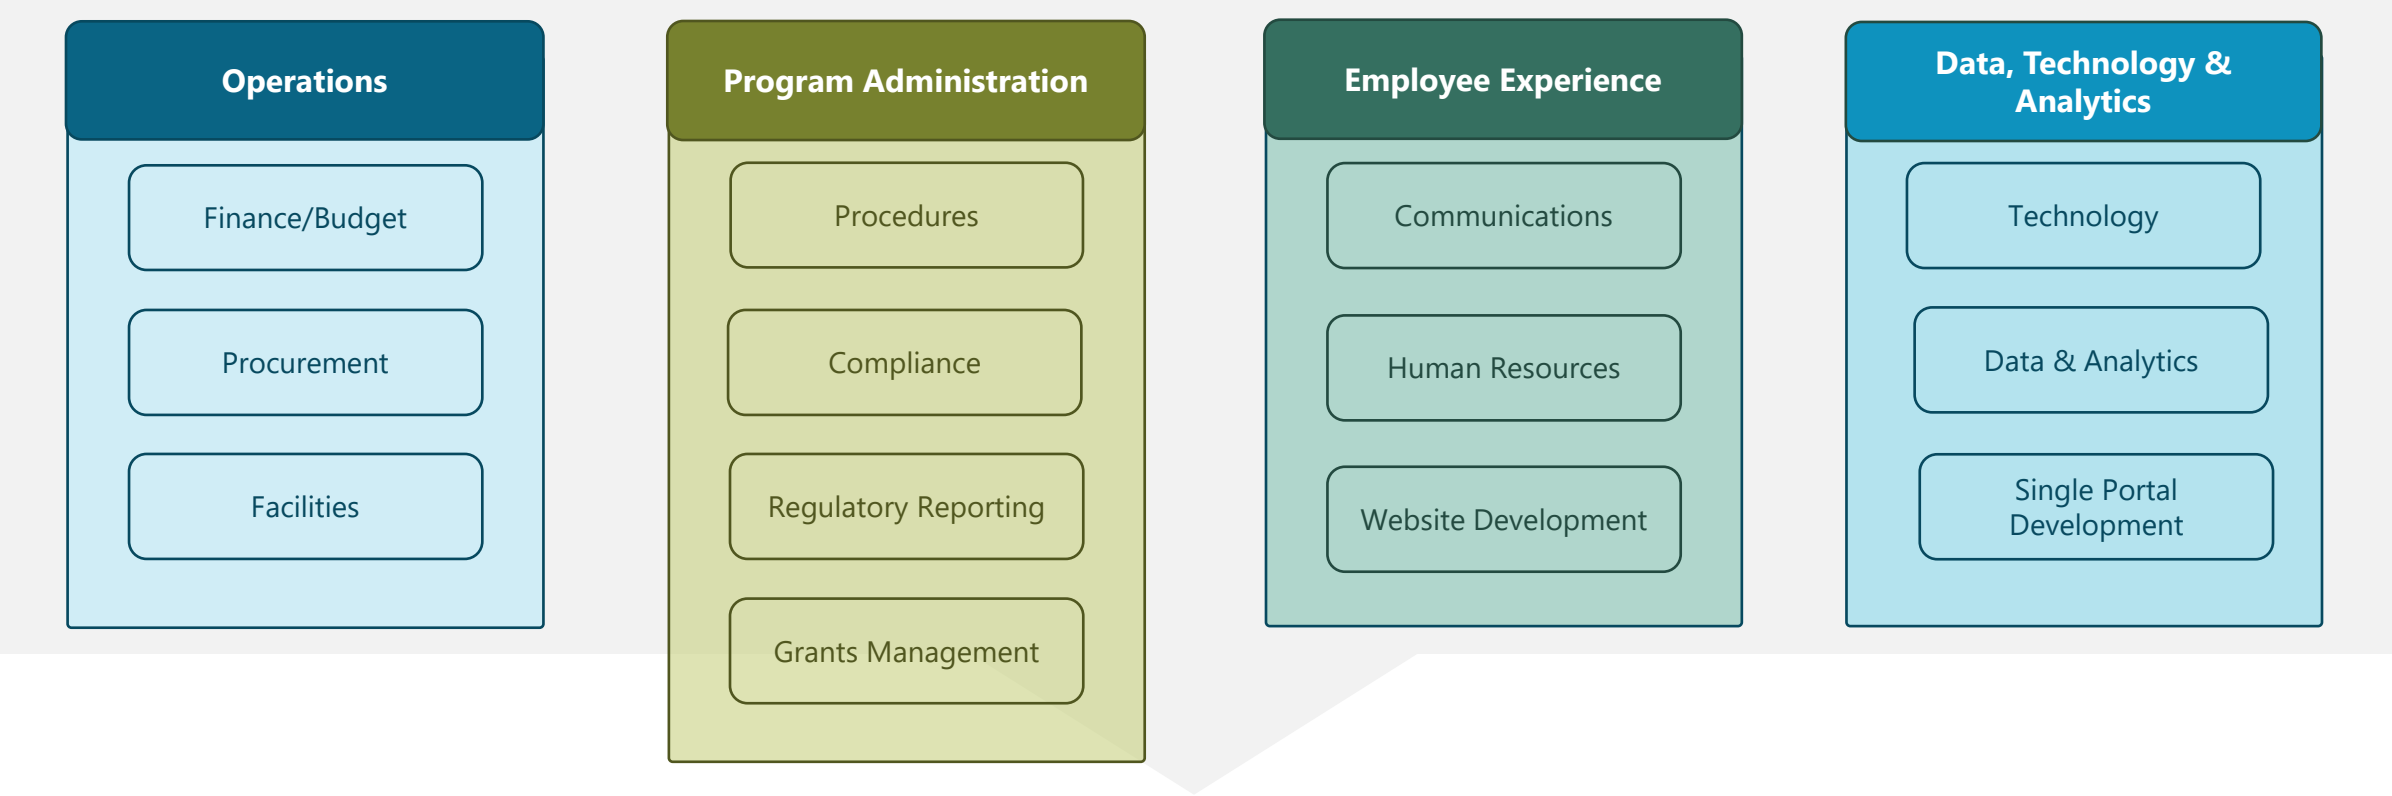 Operations
Finance/Budget
Procurement
Facilities
Program Administration
Procedures
Compliance
Regulatory Reporting
Grants Management
Employee Experience
Communications
Human Resources
Website Development
Data, Technology &
Analytics
Technology
Data & Analytics
Single Portal
Development